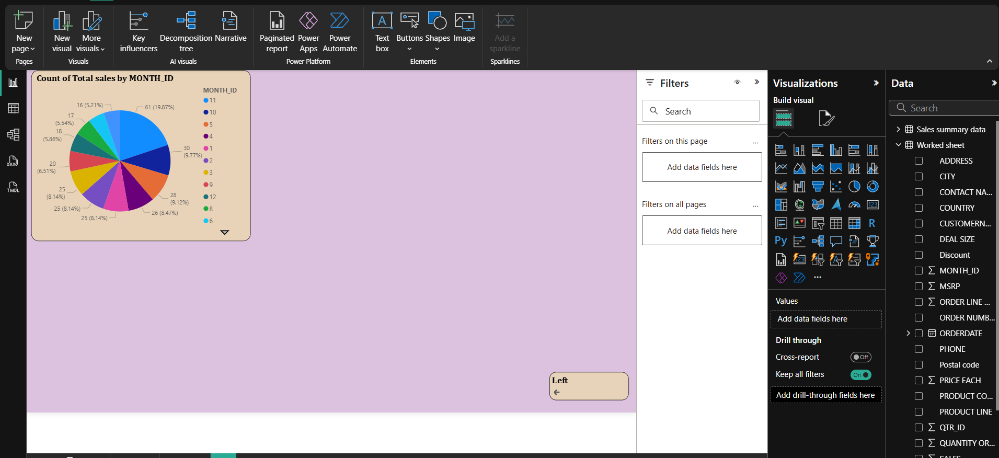 New
page
Pages
New
visual
More
visuals
Visuals
Key
influencers
Decomposition
tree
Narrative
AI visuals
Paginated
report
Power
Apps
Power
Automate
Power Platform
Text
box
Buttons
Shapes
Image
Elements
Add a
sparkline
Sparklines
DAX
TMDL
Count of Total sales by MONTH_ID
61 (19.87%)
30
(9.77%)
28
(9.12%)
26 (8.47%)
25 (8.14%)
25 (8.14%)
25
(8.14%)
20
(6.51%)
18
(5.86%)
17
(5.54%)
16 (5.21%)
MONTH_ID
11
10
5
4
1
2
3
9
12
8
6
Left
Filters
Search
Filters on this page
...
Add data fields here
Filters on all pages
...
Add data fields here
Visualizations
Build visual
123
R
Py
123
Values
Add data fields here
Drill through
Cross-report
Off
Keep all filters
On
Add drill-through fields here
Data
Search
Sales summary data
Worked sheet
ADDRESS
CITY
CONTACT NA...
COUNTRY
CUSTOMERN...
DEAL SIZE
Discount
MONTH_ID
MSRP
ORDER LINE ...
ORDER NUMB...
ORDERDATE
PHONE
Postal code
PRICE EACH
PRODUCT CO...
PRODUCT LINE
QTR_ID
QUANTITY OR...